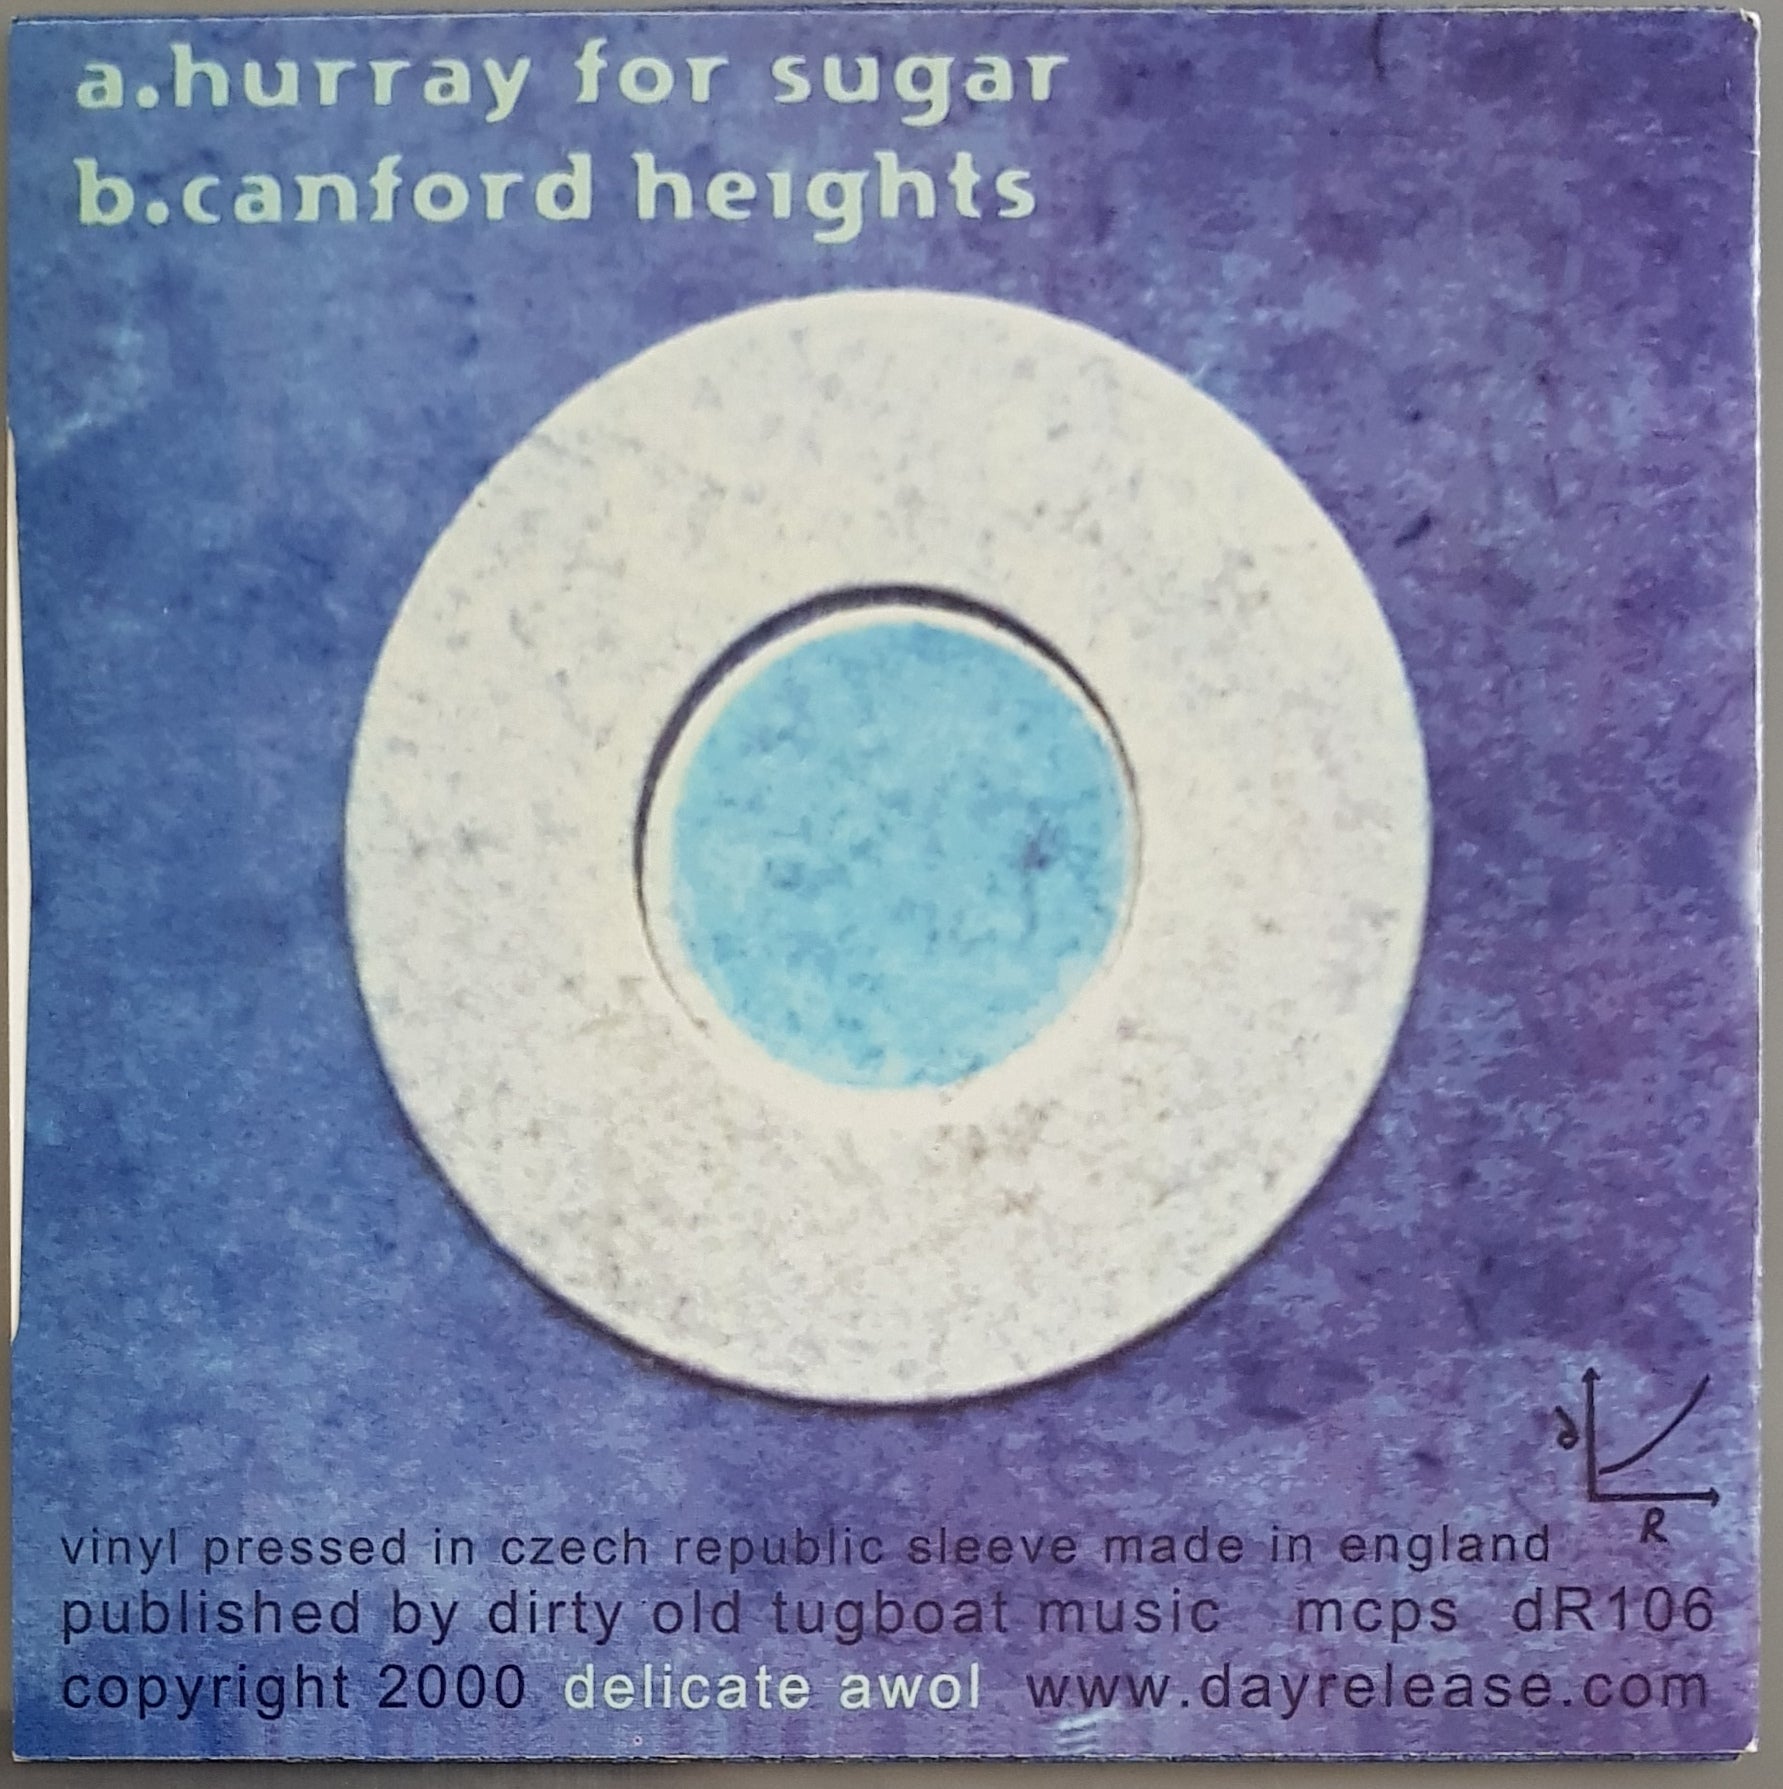 a.hurray for sugar
b.canford heights
d
R
vinyl pressed in czech republic sleeve made in england
published by dirty old tugboat music mcps dR106
copyright 2000 delicate awol www.dayrelease.com